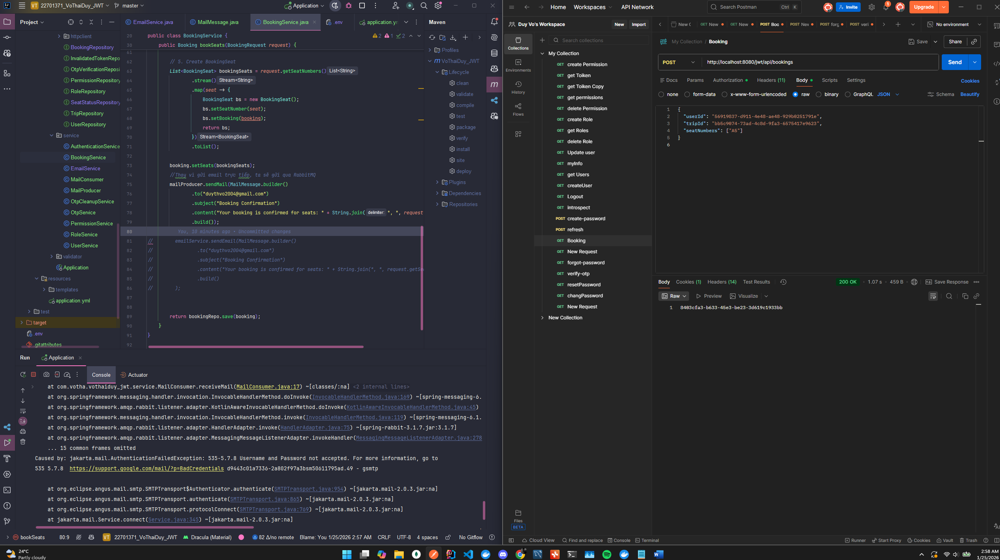 VT 22701371_VoThaiDuy_JWT master Application
Project
httpclient
BookingRepository
InvalidatedTokenRepo
OtpVerificationReposi
PermissionRepository
RoleRepository
SeatStatusRepository
TripRepository
UserRepository
service
AuthenticationService
BookingService
EmailService
MailConsumer
MailProducer
OtpCleanupService
OtpService
PermissionService
RoleService
UserService
validator
Application
resources
templates
application.yml
test
target
.env
.gitattributes
EmailService.java MailMessage.java BookingService.java .env application.yr
2 1 2
20 public class BookingService {
30 public Booking bookSeats(BookingRequest request) {
61
62 // 5. Create BookingSeat
63 List<BookingSeat> bookingSeats = request.getSeatNumbers() List<String>
64 .stream() Stream<String>
65 .map(seat -> {
66 BookingSeat bs = new BookingSeat();
67 bs.setSeatNumber(seat);
68 bs.setBooking(booking);
69 return bs;
70 }) Stream<BookingSeat>
71 .toList();
72
73 booking.setSeats(bookingSeats);
74 //Thay vì gửi email trực tiếp, ta sẽ gửi qua RabbitMQ
75 mailProducer.sendMail(MailMessage.builder()
76 .to("duythvo2004@gmail.com")
77 .subject("Booking Confirmation")
78 .content("Your booking is confirmed for seats: " + String.join( delimiter: ", ", request
79 .build());
80 You, 10 minutes ago • Uncommitted changes
81 // emailService.sendEmail(MailMessage.builder()
82 // .to("duythvo2004@gmail.com")
83 // .subject("Booking Confirmation")
84 // .content("Your booking is confirmed for seats: " + String.join(", ", request.getSe
85 // .build()
86 // );
87
88
89 return bookingRepo.save(booking);
90 }
91 }
92
Maven
Profiles
VoThaiDuy_JWT
Lifecycle
clean
validate
compile
test
package
verify
install
site
deploy
Plugins
Dependencies
Repositories
Run Application
Console Actuator
at com.votha.vothaiduy_jwt.service.MailConsumer.receiveMail(MailConsumer.java:17) ~[classes/:na] <2 internal lines>
at org.springframework.messaging.handler.invocation.InvocableHandlerMethod.doInvoke(InvocableHandlerMethod.java:169) ~[spring-messaging-6.
at org.springframework.amqp.rabbit.listener.adapter.KotlinAwareInvocableHandlerMethod.doInvoke(KotlinAwareInvocableHandlerMethod.java:45)
at org.springframework.messaging.handler.invocation.InvocableHandlerMethod.invoke(InvocableHandlerMethod.java:119) ~[spring-messaging-6.1.
at org.springframework.amqp.rabbit.listener.adapter.HandlerAdapter.invoke(HandlerAdapter.java:75) ~[spring-rabbit-3.1.7.jar:3.1.7]
at org.springframework.amqp.rabbit.listener.adapter.MessagingMessageListenerAdapter.invokeHandler(MessagingMessageListenerAdapter.java:278
... 15 common frames omitted
Caused by: jakarta.mail.AuthenticationFailedException: 535-5.7.8 Username and Password not accepted. For more information, go to
535 5.7.8 https://support.google.com/mail/?p=BadCredentials d9443c01a7336-2a802f97a3bsm50611795ad.49 - gsmtp
at org.eclipse.angus.mail.smtp.SMTPTransport$Authenticator.authenticate(SMTPTransport.java:954) ~[jakarta.mail-2.0.3.jar:na]
at org.eclipse.angus.mail.smtp.SMTPTransport.authenticate(SMTPTransport.java:865) ~[jakarta.mail-2.0.3.jar:na]
at org.eclipse.angus.mail.smtp.SMTPTransport.protocolConnect(SMTPTransport.java:769) ~[jakarta.mail-2.0.3.jar:na]
at jakarta.mail.Service.connect(Service.java:345) ~[jakarta.mail-2.0.3.jar:na]
bookSeats 80:9 VT 22701371_VoThaiDuy_JWT Dracula (Material) 82 Δ/no remote Blame: You 1/25/2026 2:57 AM CRLF UTF-8 4 spaces No Gitflow
Home Workspaces API Network Search Postman Ctrl K Invite 1 Upgrade
Duy Vo's Workspace New Import
New C GET New GET New POST Boo POST Nev POST forg POST veri No environment
Collections
Environments
History
Flows
Files
BETA
Search collections
My Collection
GET create Permission
GET get Toiken
GET get Toiken Copy
GET get permissions
GET delete Permission
GET create Role
GET get Roles
GET delete Role
GET Update user
GET myInfo
GET get Users
GET createUser
GET Logout
GET introspect
POST create-password
POST refresh
GET Booking
GET New Request
GET forgot-password
GET verify-otp
GET resetPassword
GET changPassword
GET New Request
New Collection
HTTP My Collection / Booking Save Share
POST http://localhost:8080/jwt/api/bookings Send
Docs Params Authorization Headers (11) Body Scripts Settings Cookies
none form-data x-www-form-urlencoded raw binary GraphQL JSON Schema Beautify
1 {
2 "userId": "56919837-d911-4e48-ae48-929b0251791e",
3 "tripId": "bb5c9074-73ad-4c8d-9fa3-6575417e9623",
4 "seatNumbers": ["A5"]
5 }
6
Body Cookies (1) Headers (14) Test Results 200 OK • 1.07 s • 459 B Save Response
Raw Preview Visualize
1 8403cfa3-b633-45e3-be23-3d619c1933bb
Cloud View Find and replace Console Terminal Runner Start Proxy Cookies Vault Trash
24°C
Partly cloudy
2:58 AM
1/25/2026